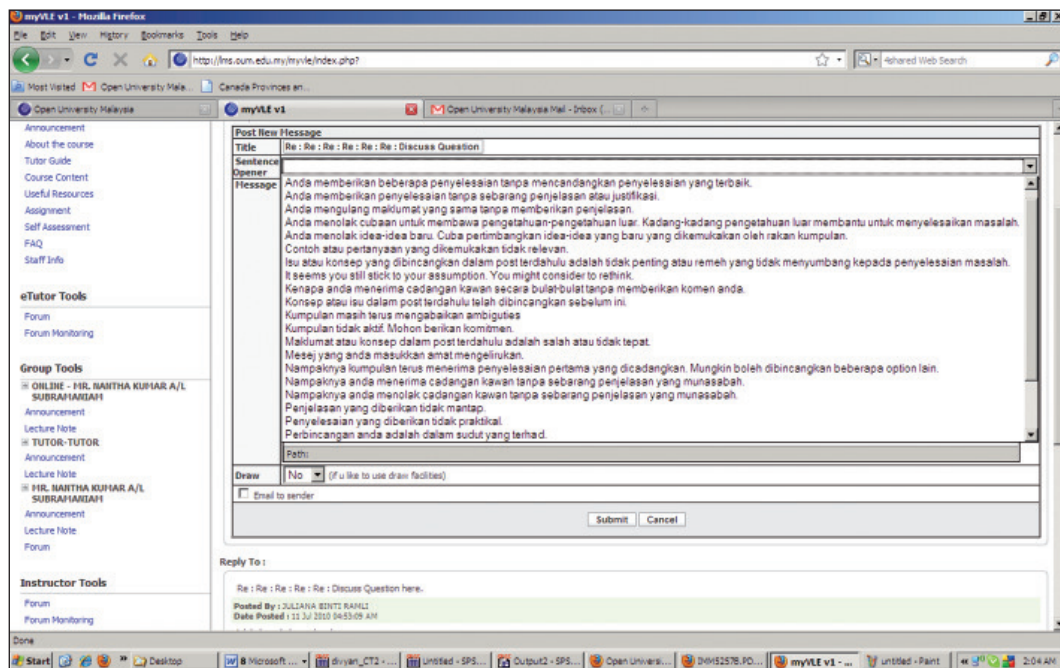 myVLE v1 - Mozilla Firefox
File Edit View History Bookmarks Tools Help
http://lms.oum.edu.my/myvle/index.php?
4shared Web Search
Most Visited Open University Mala... Canada Provinces an...
Open University Malaysia myVLE v1 Open University Malaysia Mail - Inbox (...
Announcement
About the course
Tutor Guide
Course Content
Useful Resources
Assignment
Self Assessment
FAQ
Staff Info
eTutor Tools
Forum
Forum Monitoring
Group Tools
ONLINE - MR. NANTHA KUMAR A/L
SUBRAMANIAM
Announcement
Lecture Note
TUTOR-TUTOR
Announcement
Lecture Note
MR. NANTHA KUMAR A/L
SUBRAMANIAM
Announcement
Lecture Note
Forum
Instructor Tools
Forum
Forum Monitoring
Post New Message
Title Re : Re : Re : Re : Re : Re : Discuss Question
Sentence
Opener
Message
Anda memberikan beberapa penyelesaian tanpa mencandangkan penyelesaian yang terbaik.
Anda memberikan penyelesaian tanpa sebarang penjelasan atau justifikasi.
Anda mengulang maklumat yang sama tanpa memberikan penjelasan.
Anda menolak cubaan untuk membawa pengetahuan-pengetahuan luar. Kadang-kadang pengetahuan luar membantu untuk menyelesaikan masalah.
Anda menolak idea-idea baru. Cuba pertimbangkan idea-idea yang baru yang dikemukakan oleh rakan kumpulan.
Contoh atau pertanyaan yang dikemukakan tidak relevan.
Isu atau konsep yang dibincangkan dalam post terdahulu adalah tidak penting atau remeh yang tidak menyumbang kepada penyelesaian masalah.
It seems you still stick to your assumption. You might consider to rethink.
Kenapa anda menerima cadangan kawan secara bulat-bulat tanpa memberikan komen anda.
Konsep atau isu dalam post terdahulu telah dibincangkan sebelum ini.
Kumpulan masih terus mengabaikan ambiguties
Kumpulan tidak aktif. Mohon berikan komitmen.
Maklumat atau konsep dalam post terdahulu adalah salah atau tidak tepat.
Mesej yang anda masukkan amat mengelirukan.
Nampaknya kumpulan terus menerima penyelesaian pertama yang dicadangkan. Mungkin boleh dibincangkan beberapa option lain.
Nampaknya anda menerima cadangan kawan tanpa sebarang penjelasan yang munasabah.
Nampaknya anda menolak cadangan kawan tanpa sebarang penjelasan yang munasabah.
Penjelasan yang diberikan tidak mantap.
Penyelesaian yang diberikan tidak praktikal.
Perbincangan anda adalah dalam sudut yang terhad.
Path:
Draw No (if u like to use draw facilities)
Email to sender
Submit Cancel
Reply To :
Re : Re : Re : Re : Re : Discuss Question here.
Posted By : JULIANA BINTI RAMLI
Date Posted : 11 Jul 2010 04:53:09 AM
Done
Start Desktop 8 Microsoft ... divyan_CT2 - ... Untitled - SPS... Output2 - SPS... Open Universi... IMM5257B.PD... myVLE v1 - ... untitled - Paint 2:04 AM